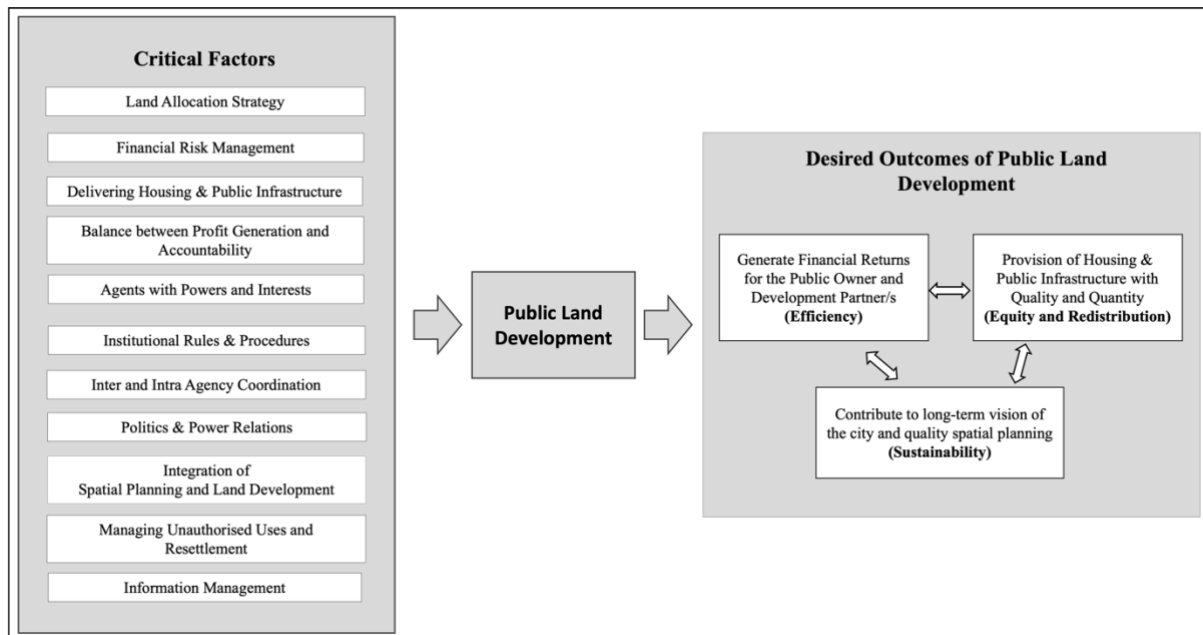 Critical Factors
Land Allocation Strategy
Financial Risk Management
Delivering Housing & Public Infrastructure
Balance between Profit Generation and
Accountability
Agents with Powers and Interests
Institutional Rules & Procedures
Inter and Intra Agency Coordination
Politics & Power Relations
Integration of
Spatial Planning and Land Development
Managing Unauthorised Uses and
Resettlement
Information Management
Public Land
Development
Desired Outcomes of Public Land
Development
Generate Financial Returns
for the Public Owner and
Development Partner/s
(Efficiency)
Provision of Housing &
Public Infrastructure with
Quality and Quantity
(Equity and Redistribution)
Contribute to long-term vision of
the city and quality spatial planning
(Sustainability)